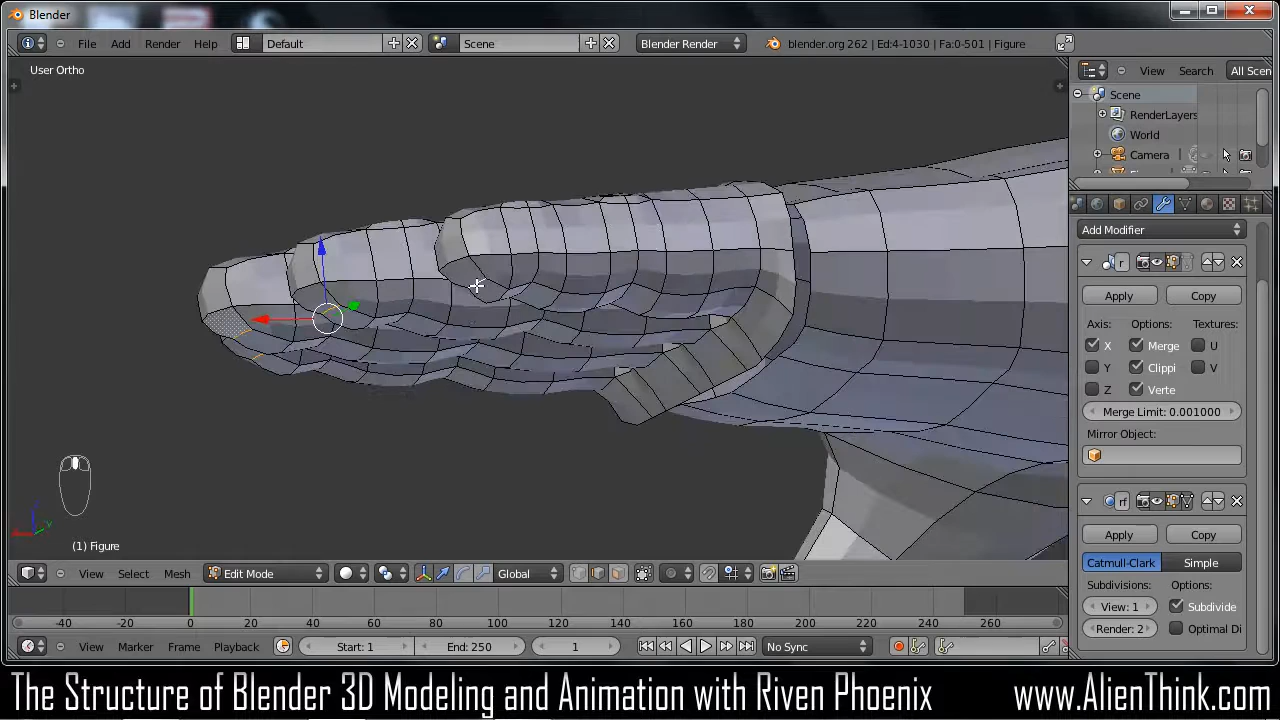 Blender
File Add Render Help Default Scene Blender Render blender.org 262 | Ed:4-1030 | Fa:0-501 | Figure
User Ortho
View Search All Scen
Scene
RenderLayers
World
Camera
Add Modifier
Apply Copy
Axis: Options: Textures:
X Merge U
Y Clippi V
Z Verte
Merge Limit: 0.001000
Mirror Object:
rf
Apply Copy
Catmull-Clark Simple
Subdivisions: Options:
View: 1 Subdivide
Render: 2 Optimal Di
(1) Figure
View Select Mesh Edit Mode Global
-40 -20 0 20 40 60 80 100 120 140 160 180 200 220 240 260
View Marker Frame Playback Start: 1 End: 250 1 No Sync
The Structure of Blender 3D Modeling and Animation with Riven Phoenix www.AlienThink.com